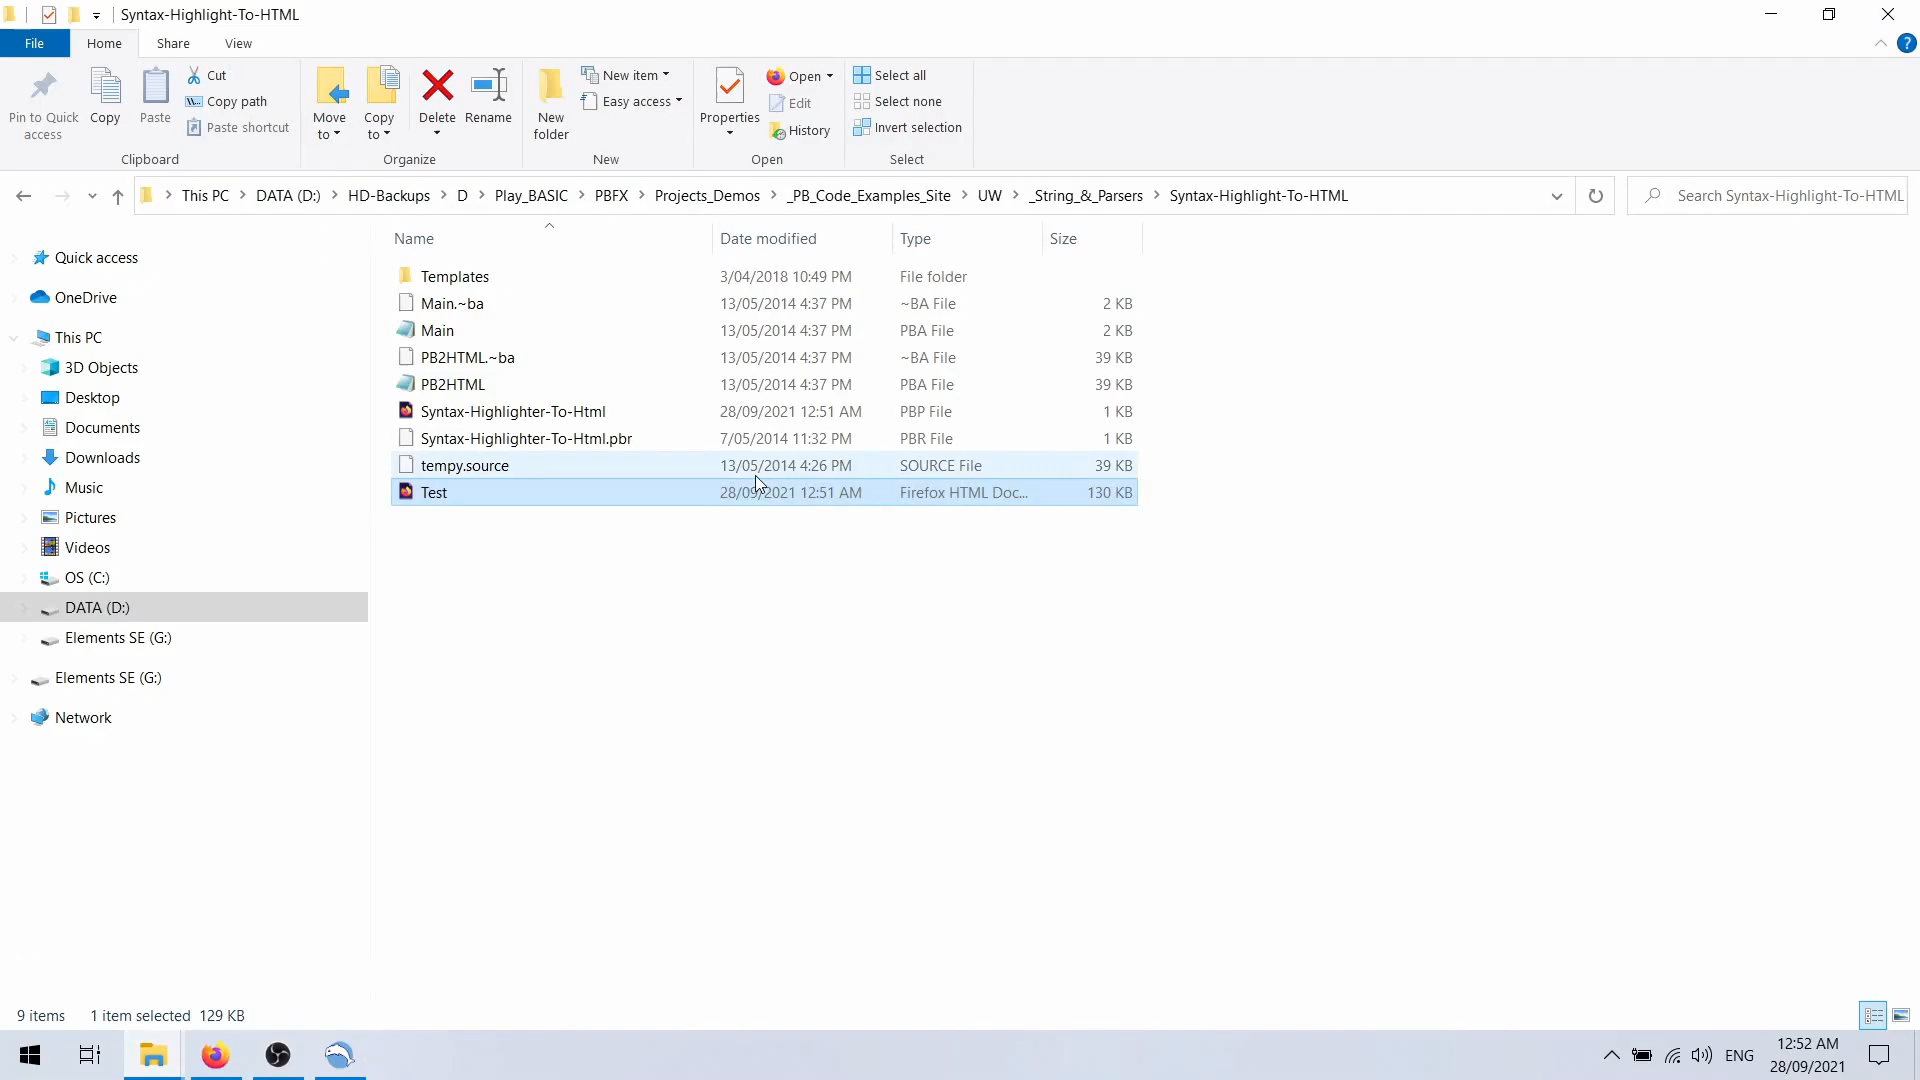 Syntax-Highlight-To-HTML
File Home Share View
Pin to Quick access
Copy
Paste
Cut
Copy path
Paste shortcut
Clipboard
Move to
Copy to
Delete
Rename
Organize
New folder
New item
Easy access
New
Properties
Open
Edit
History
Open
Select all
Select none
Invert selection
Select
This PC DATA (D:) HD-Backups D Play_BASIC PBFX Projects_Demos _PB_Code_Examples_Site UW _String_&_Parsers Syntax-Highlight-To-HTML
Search Syntax-Highlight-To-HTML
Quick access
OneDrive
This PC
3D Objects
Desktop
Documents
Downloads
Music
Pictures
Videos
OS (C:)
DATA (D:)
Elements SE (G:)
Elements SE (G:)
Network
Name Date modified Type Size
Templates 3/04/2018 10:49 PM File folder
Main.~ba 13/05/2014 4:37 PM ~BA File 2 KB
Main 13/05/2014 4:37 PM PBA File 2 KB
PB2HTML.~ba 13/05/2014 4:37 PM ~BA File 39 KB
PB2HTML 13/05/2014 4:37 PM PBA File 39 KB
Syntax-Highlighter-To-Html 28/09/2021 12:51 AM PBP File 1 KB
Syntax-Highlighter-To-Html.pbr 7/05/2014 11:32 PM PBR File 1 KB
tempy.source 13/05/2014 4:26 PM SOURCE File 39 KB
Test 28/09/2021 12:51 AM Firefox HTML Doc... 130 KB
9 items 1 item selected 129 KB
ENG
12:52 AM
28/09/2021